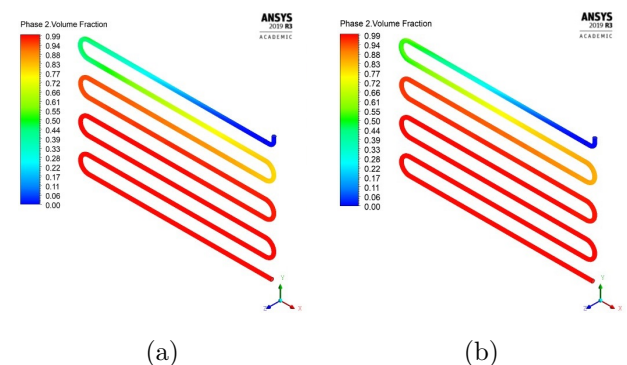 Phase 2.Volume Fraction
0.99
0.94
0.88
0.83
0.77
0.72
0.66
0.61
0.55
0.50
0.44
0.39
0.33
0.28
0.22
0.17
0.11
0.06
0.00
ANSYS
2019 R3
ACADEMIC
Y
Z
X
(a)
Phase 2.Volume Fraction
0.99
0.94
0.88
0.83
0.77
0.72
0.66
0.61
0.55
0.50
0.44
0.39
0.33
0.28
0.22
0.17
0.11
0.06
0.00
ANSYS
2019 R3
ACADEMIC
Y
Z
X
(b)